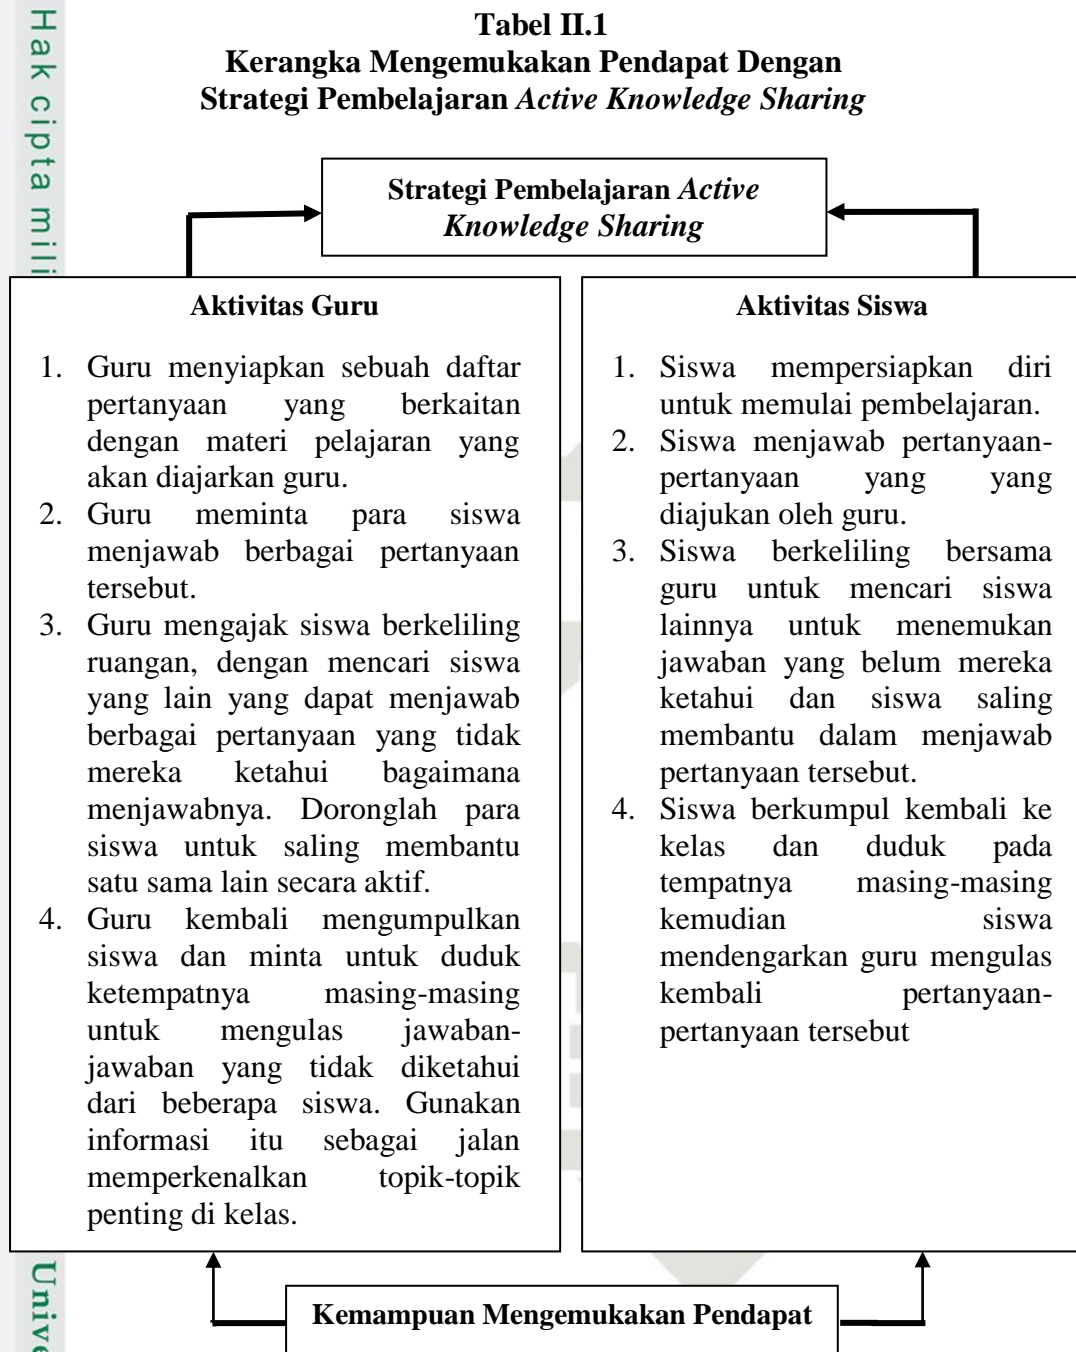 Hak cipta mili
Tabel II.1
Kerangka Mengemukakan Pendapat Dengan
Strategi Pembelajaran Active Knowledge Sharing
Strategi Pembelajaran Active
Knowledge Sharing
Aktivitas Guru
1. Guru menyiapkan sebuah daftar
pertanyaan yang berkaitan
dengan materi pelajaran yang
akan diajarkan guru.
2. Guru meminta para siswa
menjawab berbagai pertanyaan
tersebut.
3. Guru mengajak siswa berkeliling
ruangan, dengan mencari siswa
yang lain yang dapat menjawab
berbagai pertanyaan yang tidak
mereka ketahui bagaimana
menjawabnya. Doronglah para
siswa untuk saling membantu
satu sama lain secara aktif.
4. Guru kembali mengumpulkan
siswa dan minta untuk duduk
ketempatnya masing-masing
untuk mengulas jawaban-
jawaban yang tidak diketahui
dari beberapa siswa. Gunakan
informasi itu sebagai jalan
memperkenalkan topik-topik
penting di kelas.
Aktivitas Siswa
1. Siswa mempersiapkan diri
untuk memulai pembelajaran.
2. Siswa menjawab pertanyaan-
pertanyaan yang yang
diajukan oleh guru.
3. Siswa berkeliling bersama
guru untuk mencari siswa
lainnya untuk menemukan
jawaban yang belum mereka
ketahui dan siswa saling
membantu dalam menjawab
pertanyaan tersebut.
4. Siswa berkumpul kembali ke
kelas dan duduk pada
tempatnya masing-masing
kemudian siswa
mendengarkan guru mengulas
kembali pertanyaan-
pertanyaan tersebut
Kemampuan Mengemukakan Pendapat
Unive